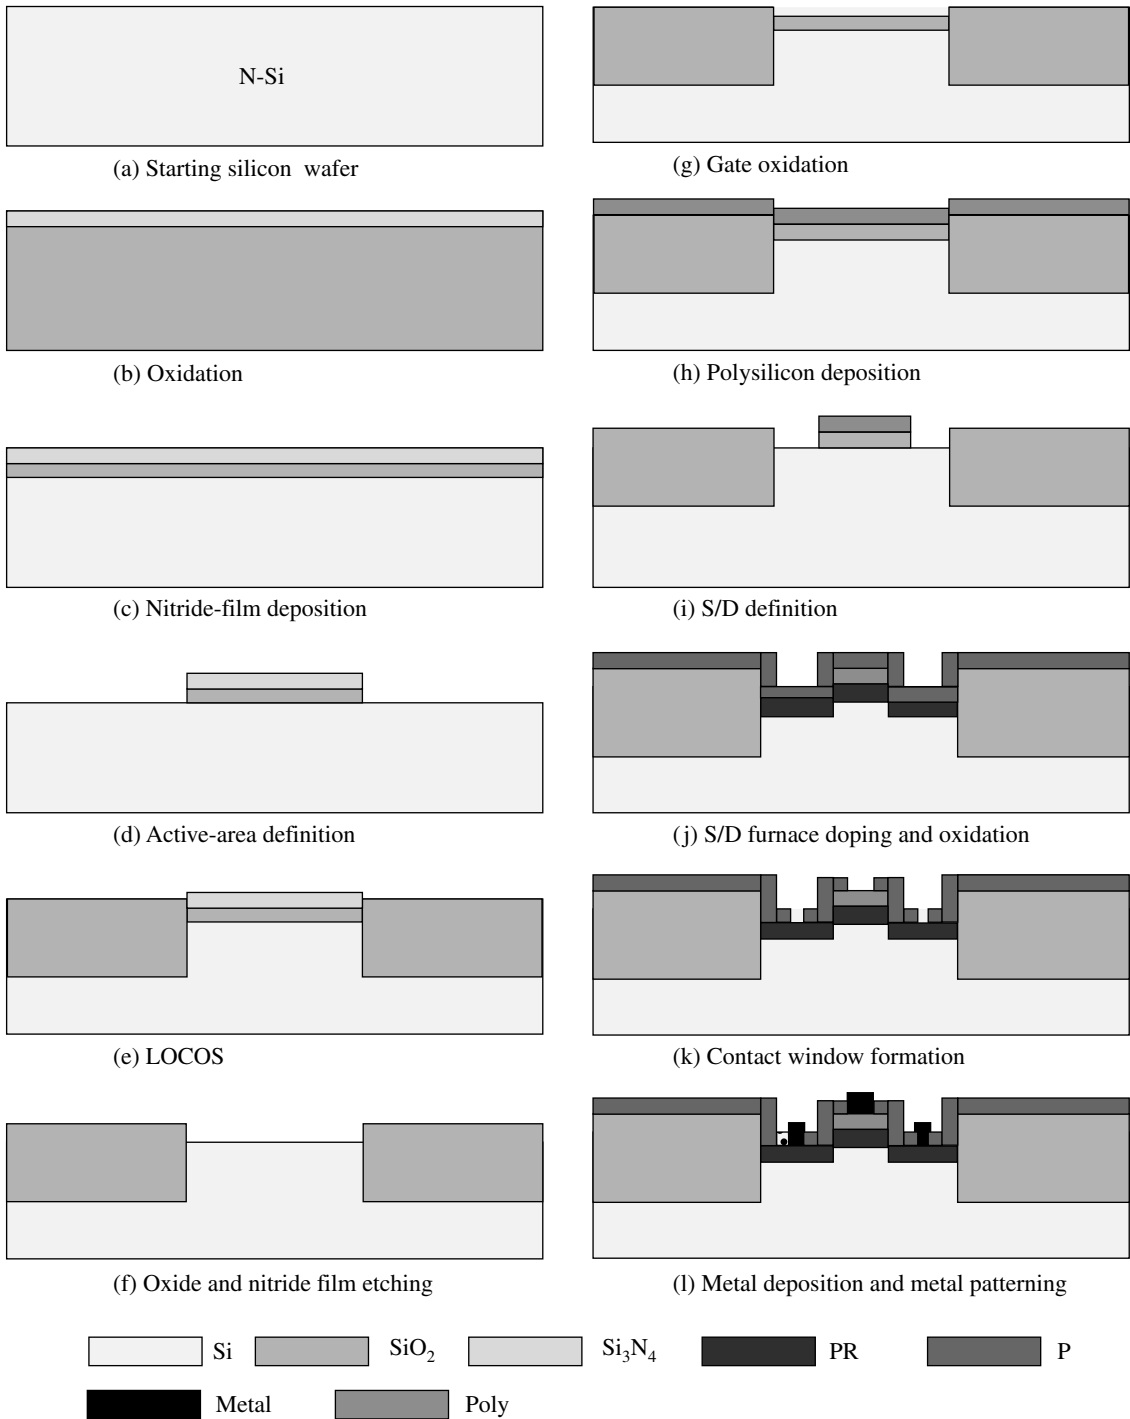 N-Si
(a) Starting silicon wafer
(b) Oxidation
(c) Nitride-film deposition
(d) Active-area definition
(e) LOCOS
(f) Oxide and nitride film etching
(g) Gate oxidation
(h) Polysilicon deposition
(i) S/D definition
(j) S/D furnace doping and oxidation
(k) Contact window formation
(l) Metal deposition and metal patterning
Si SiO2 Si3N4 PR P
Metal Poly